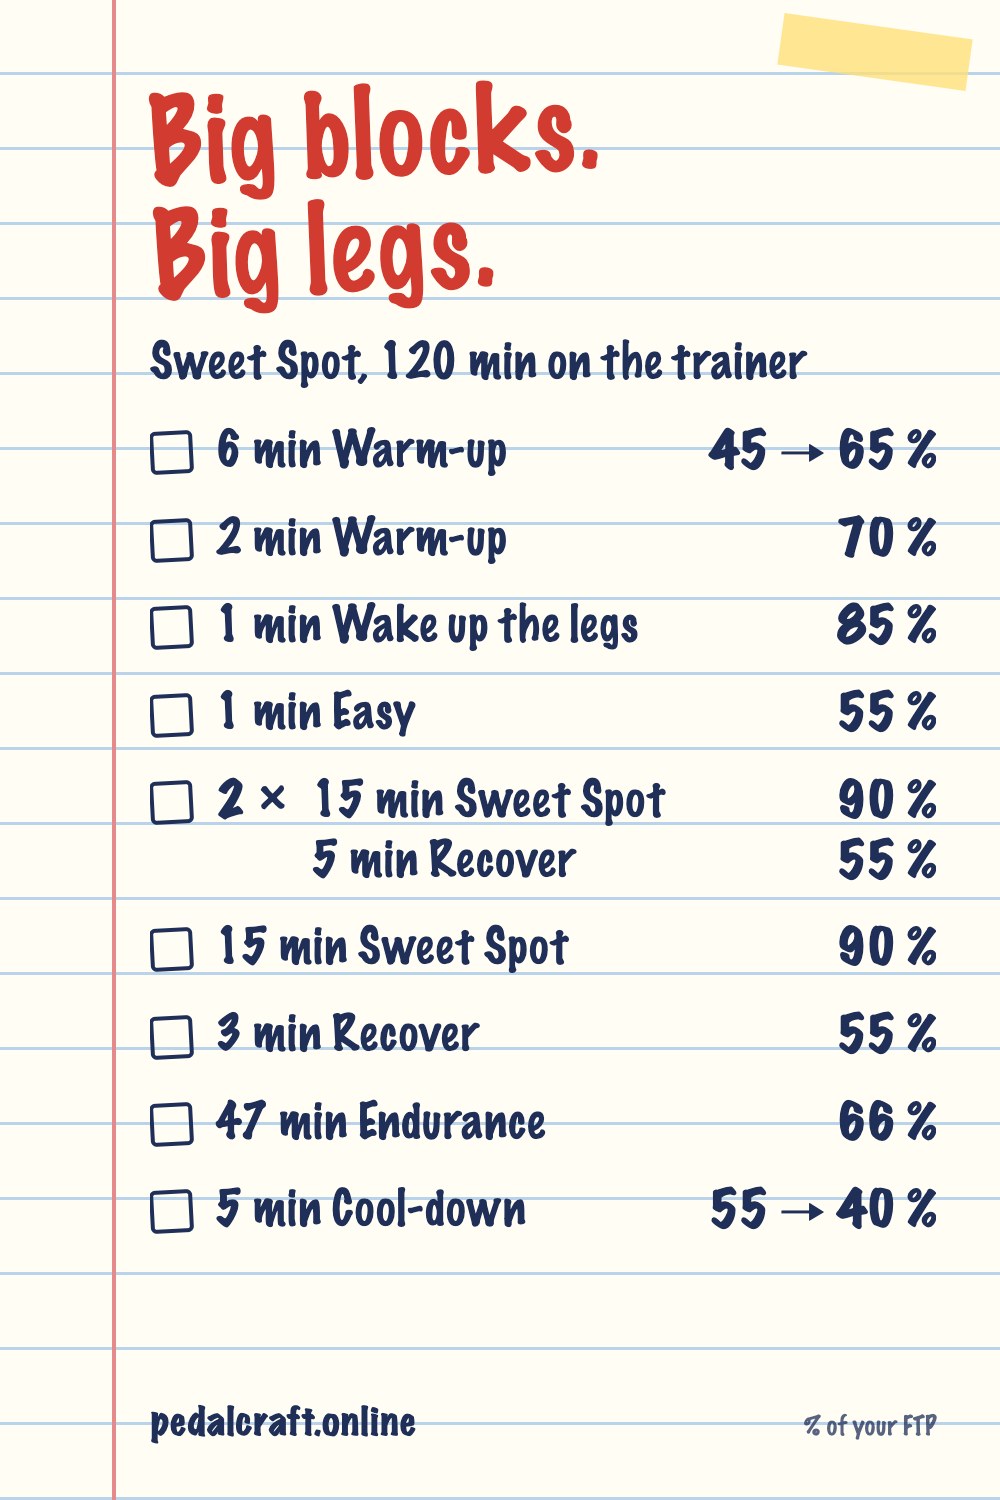 Big blocks.
Big legs.
Sweet Spot, 120 min on the trainer
6 min Warm-up 45 → 65 %
2 min Warm-up 70 %
1 min Wake up the legs 85 %
1 min Easy 55 %
2 × 15 min Sweet Spot 90 %
5 min Recover 55 %
15 min Sweet Spot 90 %
3 min Recover 55 %
47 min Endurance 66 %
5 min Cool-down 55 → 40 %
pedalcraft.online % of your FTP